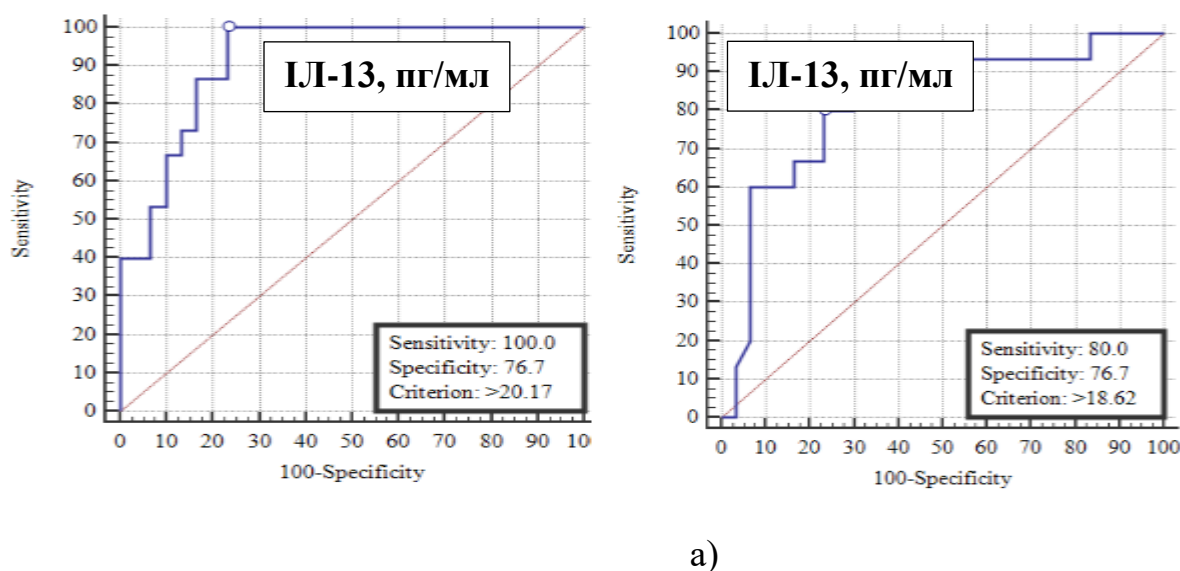 ІЛ-13, пг/мл
100
90
80
70
60
50
40
30
20
10
0
Sensitivity
Sensitivity: 100.0
Specificity: 76.7
Criterion: >20.17
0 10 20 30 40 50 60 70 80 90 10
100-Specificity
ІЛ-13, пг/мл
100
90
80
70
60
50
40
30
20
10
0
Sensitivity
Sensitivity: 80.0
Specificity: 76.7
Criterion: >18.62
0 10 20 30 40 50 60 70 80 90 100
100-Specificity
а)